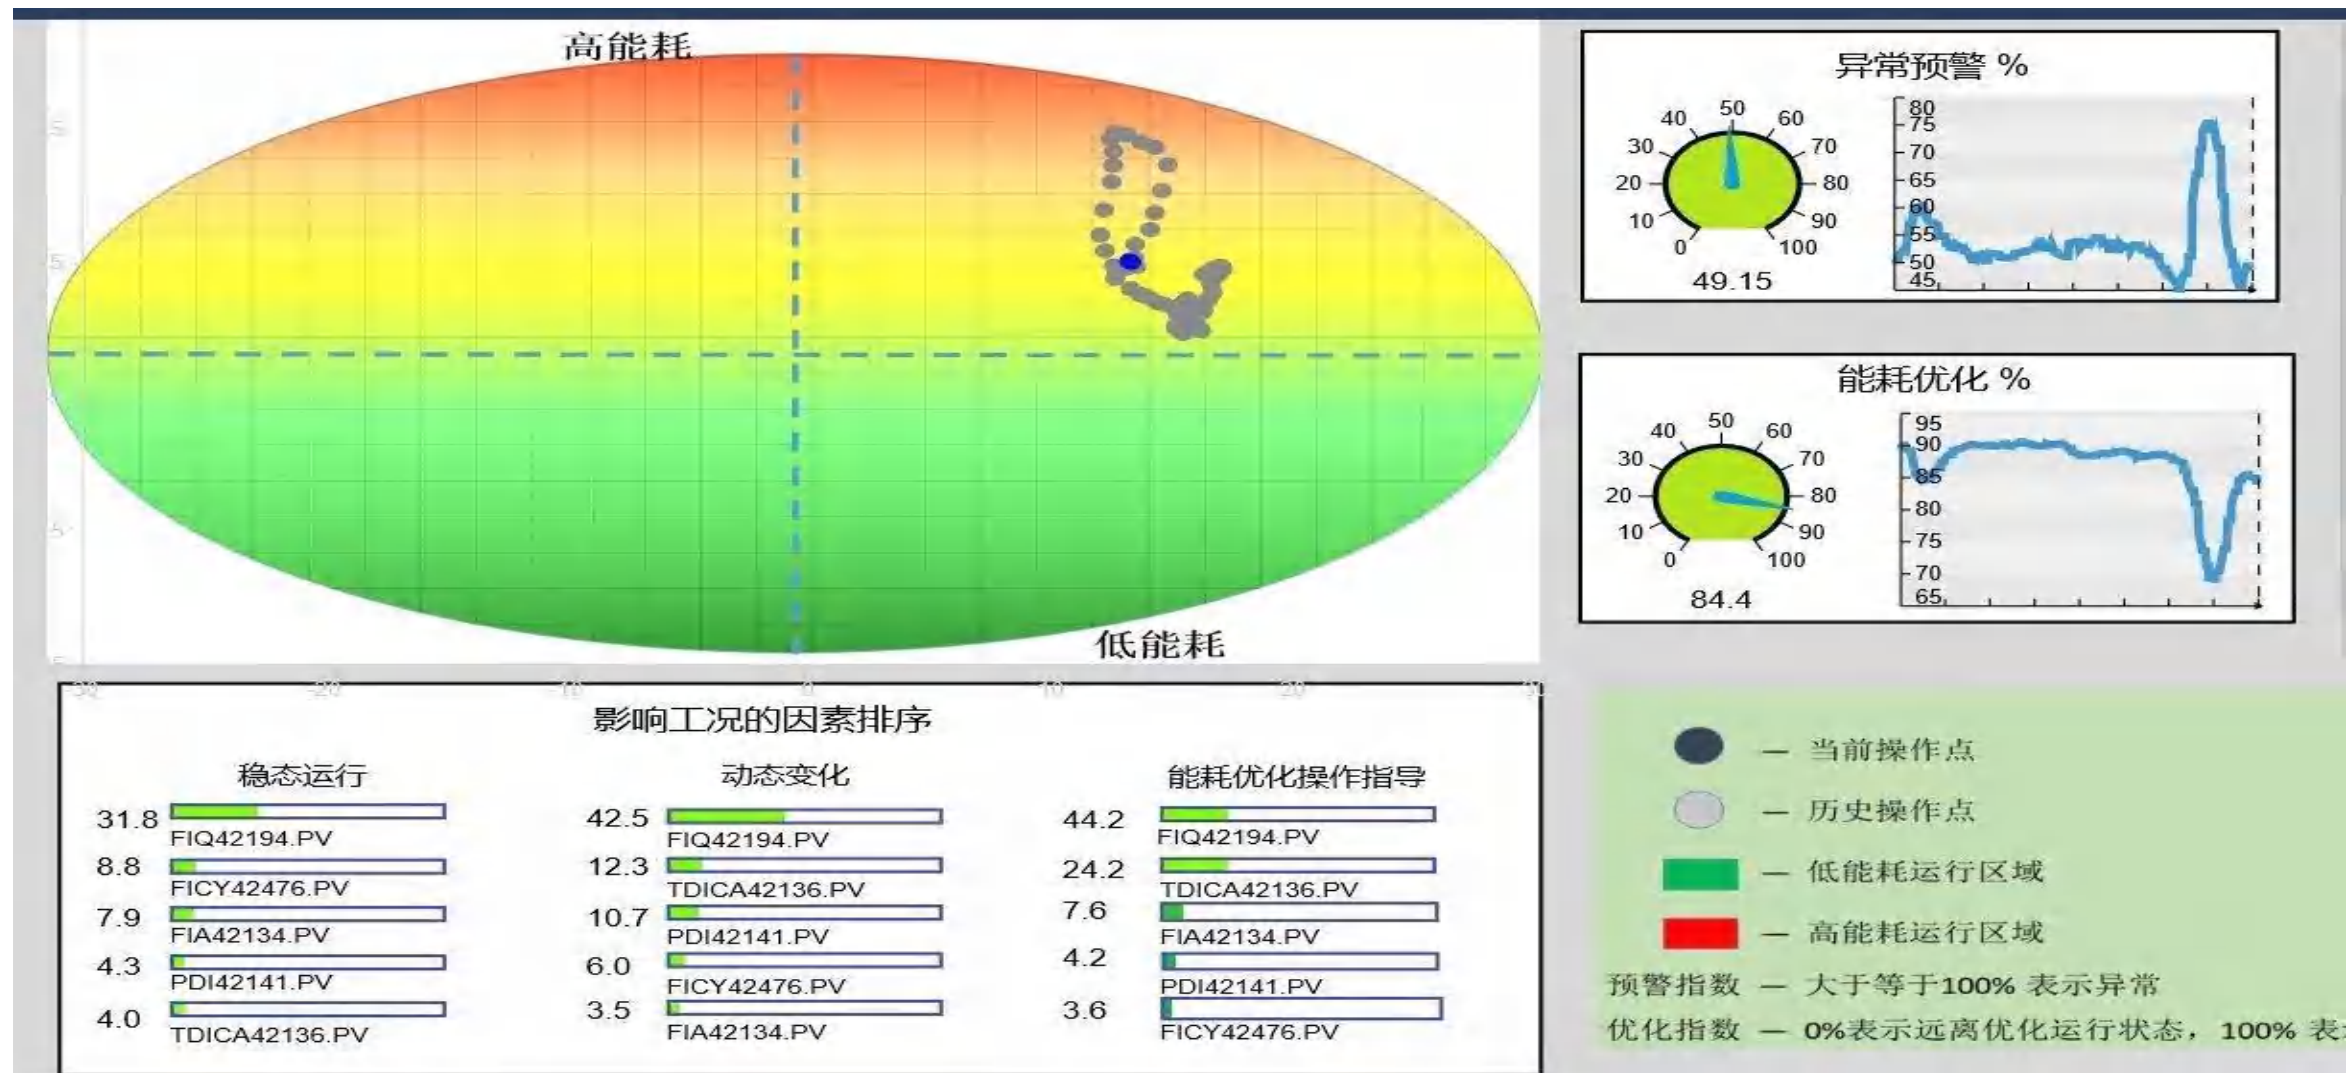 高能耗
低能耗
异常预警 %
0
10
20
30
40
50
60
70
80
90
100
49.15
80
75
70
65
60
55
50
45
能耗优化 %
0
10
20
30
40
50
60
70
80
90
100
84.4
95
90
85
80
75
70
65
-20
-10
0
10
20
影响工况的因素排序
稳态运行
31.8
FIQ42194.PV
8.8
FICY42476.PV
7.9
FIA42134.PV
4.3
PDI42141.PV
4.0
TDICA42136.PV
动态变化
42.5
FIQ42194.PV
12.3
TDICA42136.PV
10.7
PDI42141.PV
6.0
FICY42476.PV
3.5
FIA42134.PV
能耗优化操作指导
44.2
FIQ42194.PV
24.2
TDICA42136.PV
7.6
FIA42134.PV
4.2
PDI42141.PV
3.6
FICY42476.PV
— 当前操作点
— 历史操作点
— 低能耗运行区域
— 高能耗运行区域
预警指数 — 大于等于100% 表示异常
优化指数 — 0%表示远离优化运行状态，100% 表